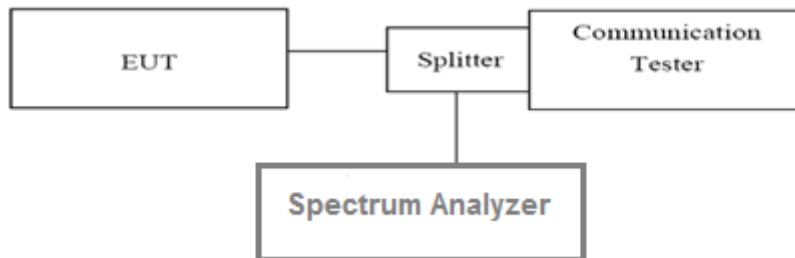 Communication
EUT
Splitter
Tester
Spectrum Analyzer